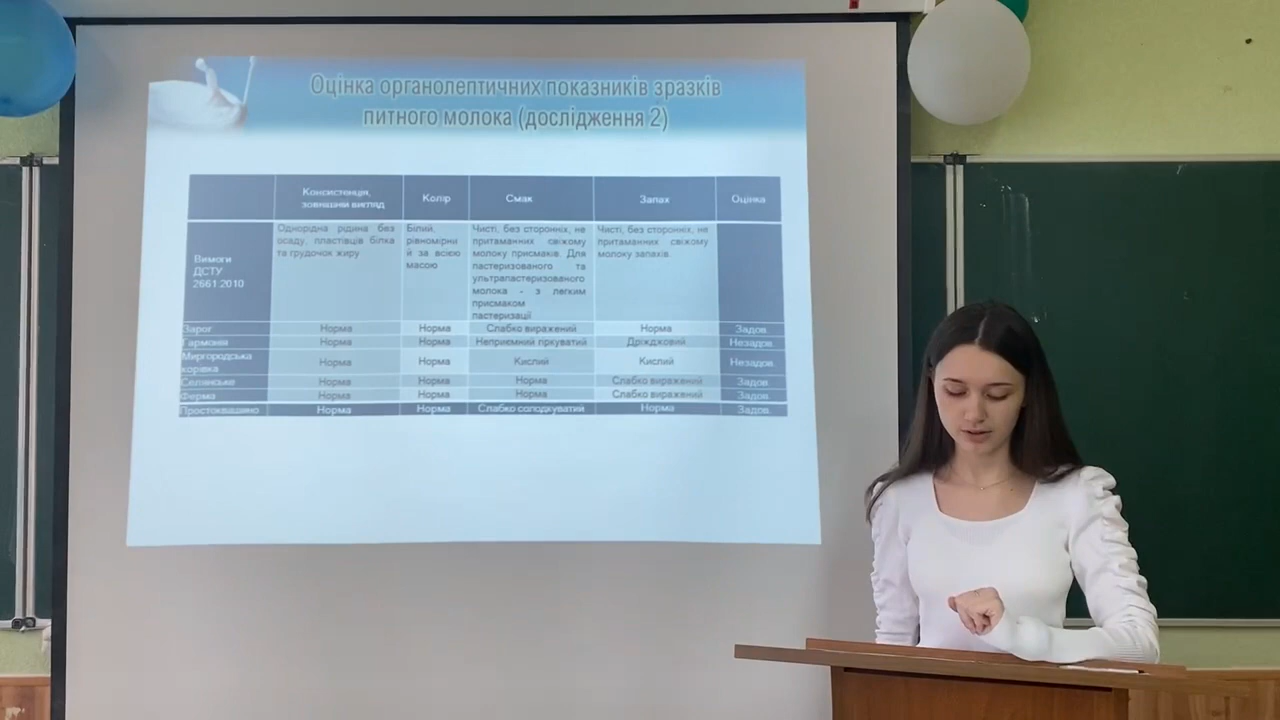 Оцінка органолептичних показників зразків
питного молока (дослідження 2)
Консистенція, зовнішній вигляд Колір Смак Запах Оцінка
Вимоги
ДСТУ
2661:2010
Однорідна рідина без
осаду, пластівців білка
та грудочок жиру
Білий,
рівномірни
й за всією
масою
Чисті, без сторонніх, не
притаманних свіжому
молоку присмаків. Для
пастеризованого та
ультрапастеризованого
молока - з легким
присмаком
пастеризації
Чисті, без сторонніх, не
притаманних свіжому
молоку запахів.
Зарог Норма Норма Слабко виражений Норма Задов.
Гармонія Норма Норма Неприємний гіркуватий Дріжджовий Незадов.
Миргородська
корівка Норма Норма Кислий Кислий Незадов.
Селянське Норма Норма Норма Слабко виражений Задов.
Ферма Норма Норма Норма Слабко виражений Задов.
Простоквашино Норма Норма Слабко солодкуватий Норма Задов.